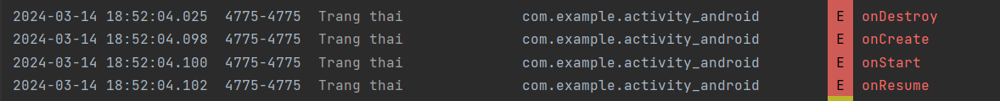 2024-03-14 18:52:04.025 4775-4775 Trang thai com.example.activity_android E onDestroy
2024-03-14 18:52:04.098 4775-4775 Trang thai com.example.activity_android E onCreate
2024-03-14 18:52:04.100 4775-4775 Trang thai com.example.activity_android E onStart
2024-03-14 18:52:04.102 4775-4775 Trang thai com.example.activity_android E onResume